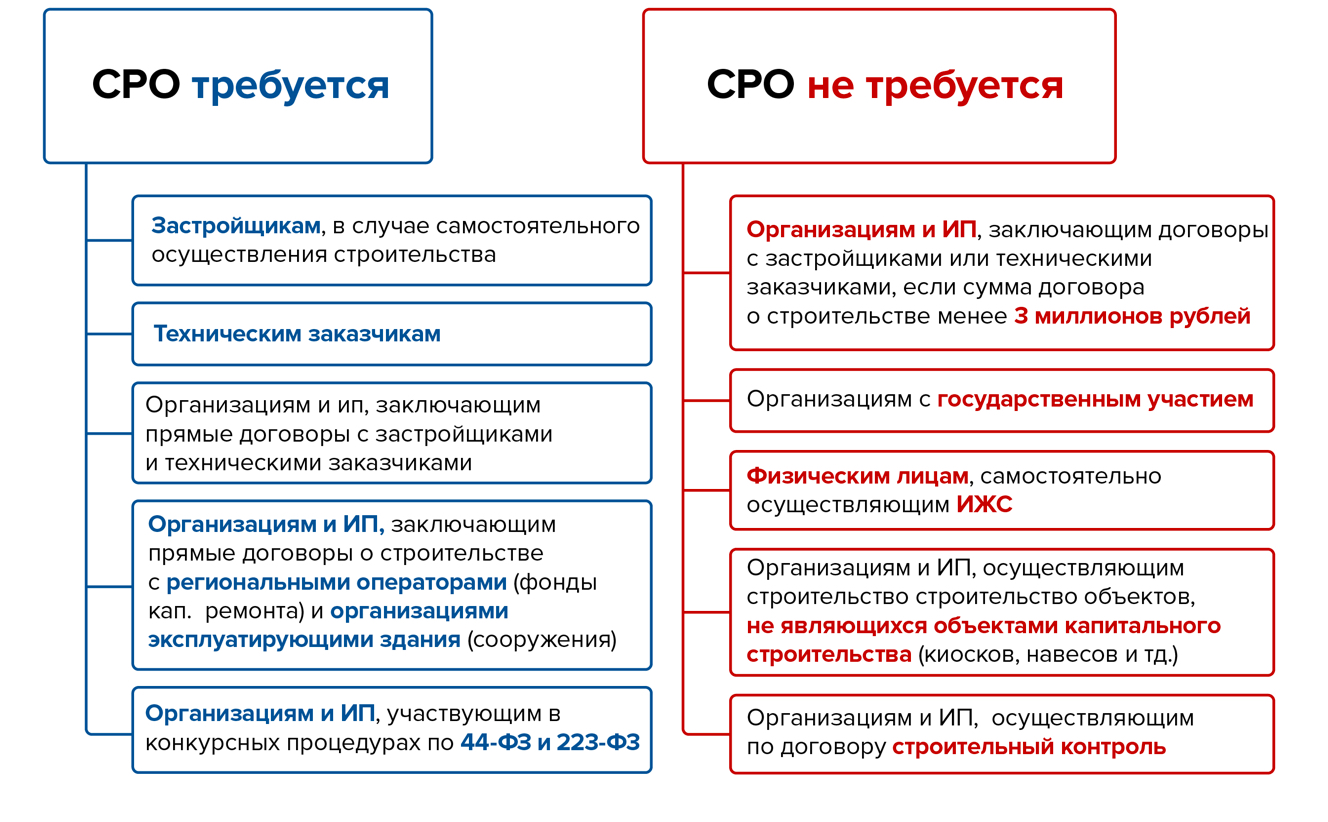 СРО требуется
Застройщикам, в случае самостоятельного
осуществления строительства
Техническим заказчикам
Организациям и ип, заключающим
прямые договоры с застройщиками
и техническими заказчиками
Организациям и ИП, заключающим
прямые договоры о строительстве
с региональными операторами (фонды
кап.  ремонта) и организациями
эксплуатирующими здания (сооружения)
Организациям и ИП, участвующим в
конкурсных процедурах по 44-ФЗ и 223-ФЗ
СРО не требуется
Организациям и ИП, заключающим договоры
с застройщиками или техническими
заказчиками, если сумма договора
о строительстве менее 3 миллионов рублей
Организациям с государственным участием
Физическим лицам, самостоятельно
осуществляющим ИЖС
Организациям и ИП, осуществляющим
строительство строительство объектов,
не являющихся объектами капитального
строительства (киосков, навесов и тд.)
Организациям и ИП,  осуществляющим
по договору строительный контроль